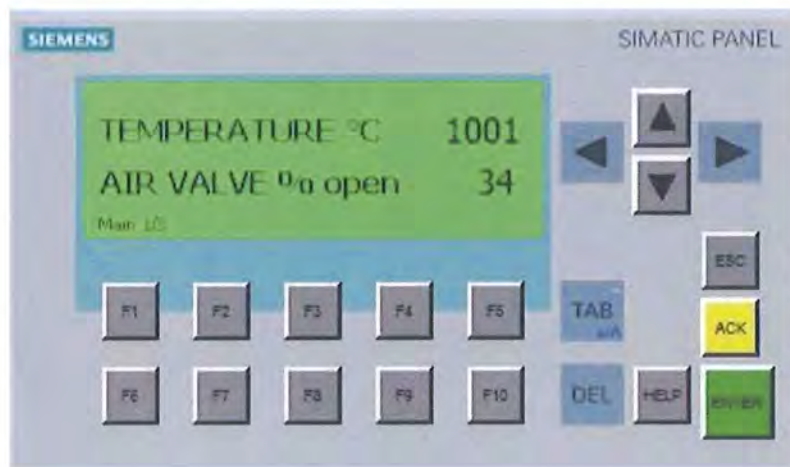 SIEMENS
SIMATIC PANEL
TEMPERATURE °C 1001
AIR VALVE % open 34
Main
ESC
F1 F2 F3 F4 F5 TAB
ACK
F6 F7 F8 F9 F10 DEL HELP ENTER